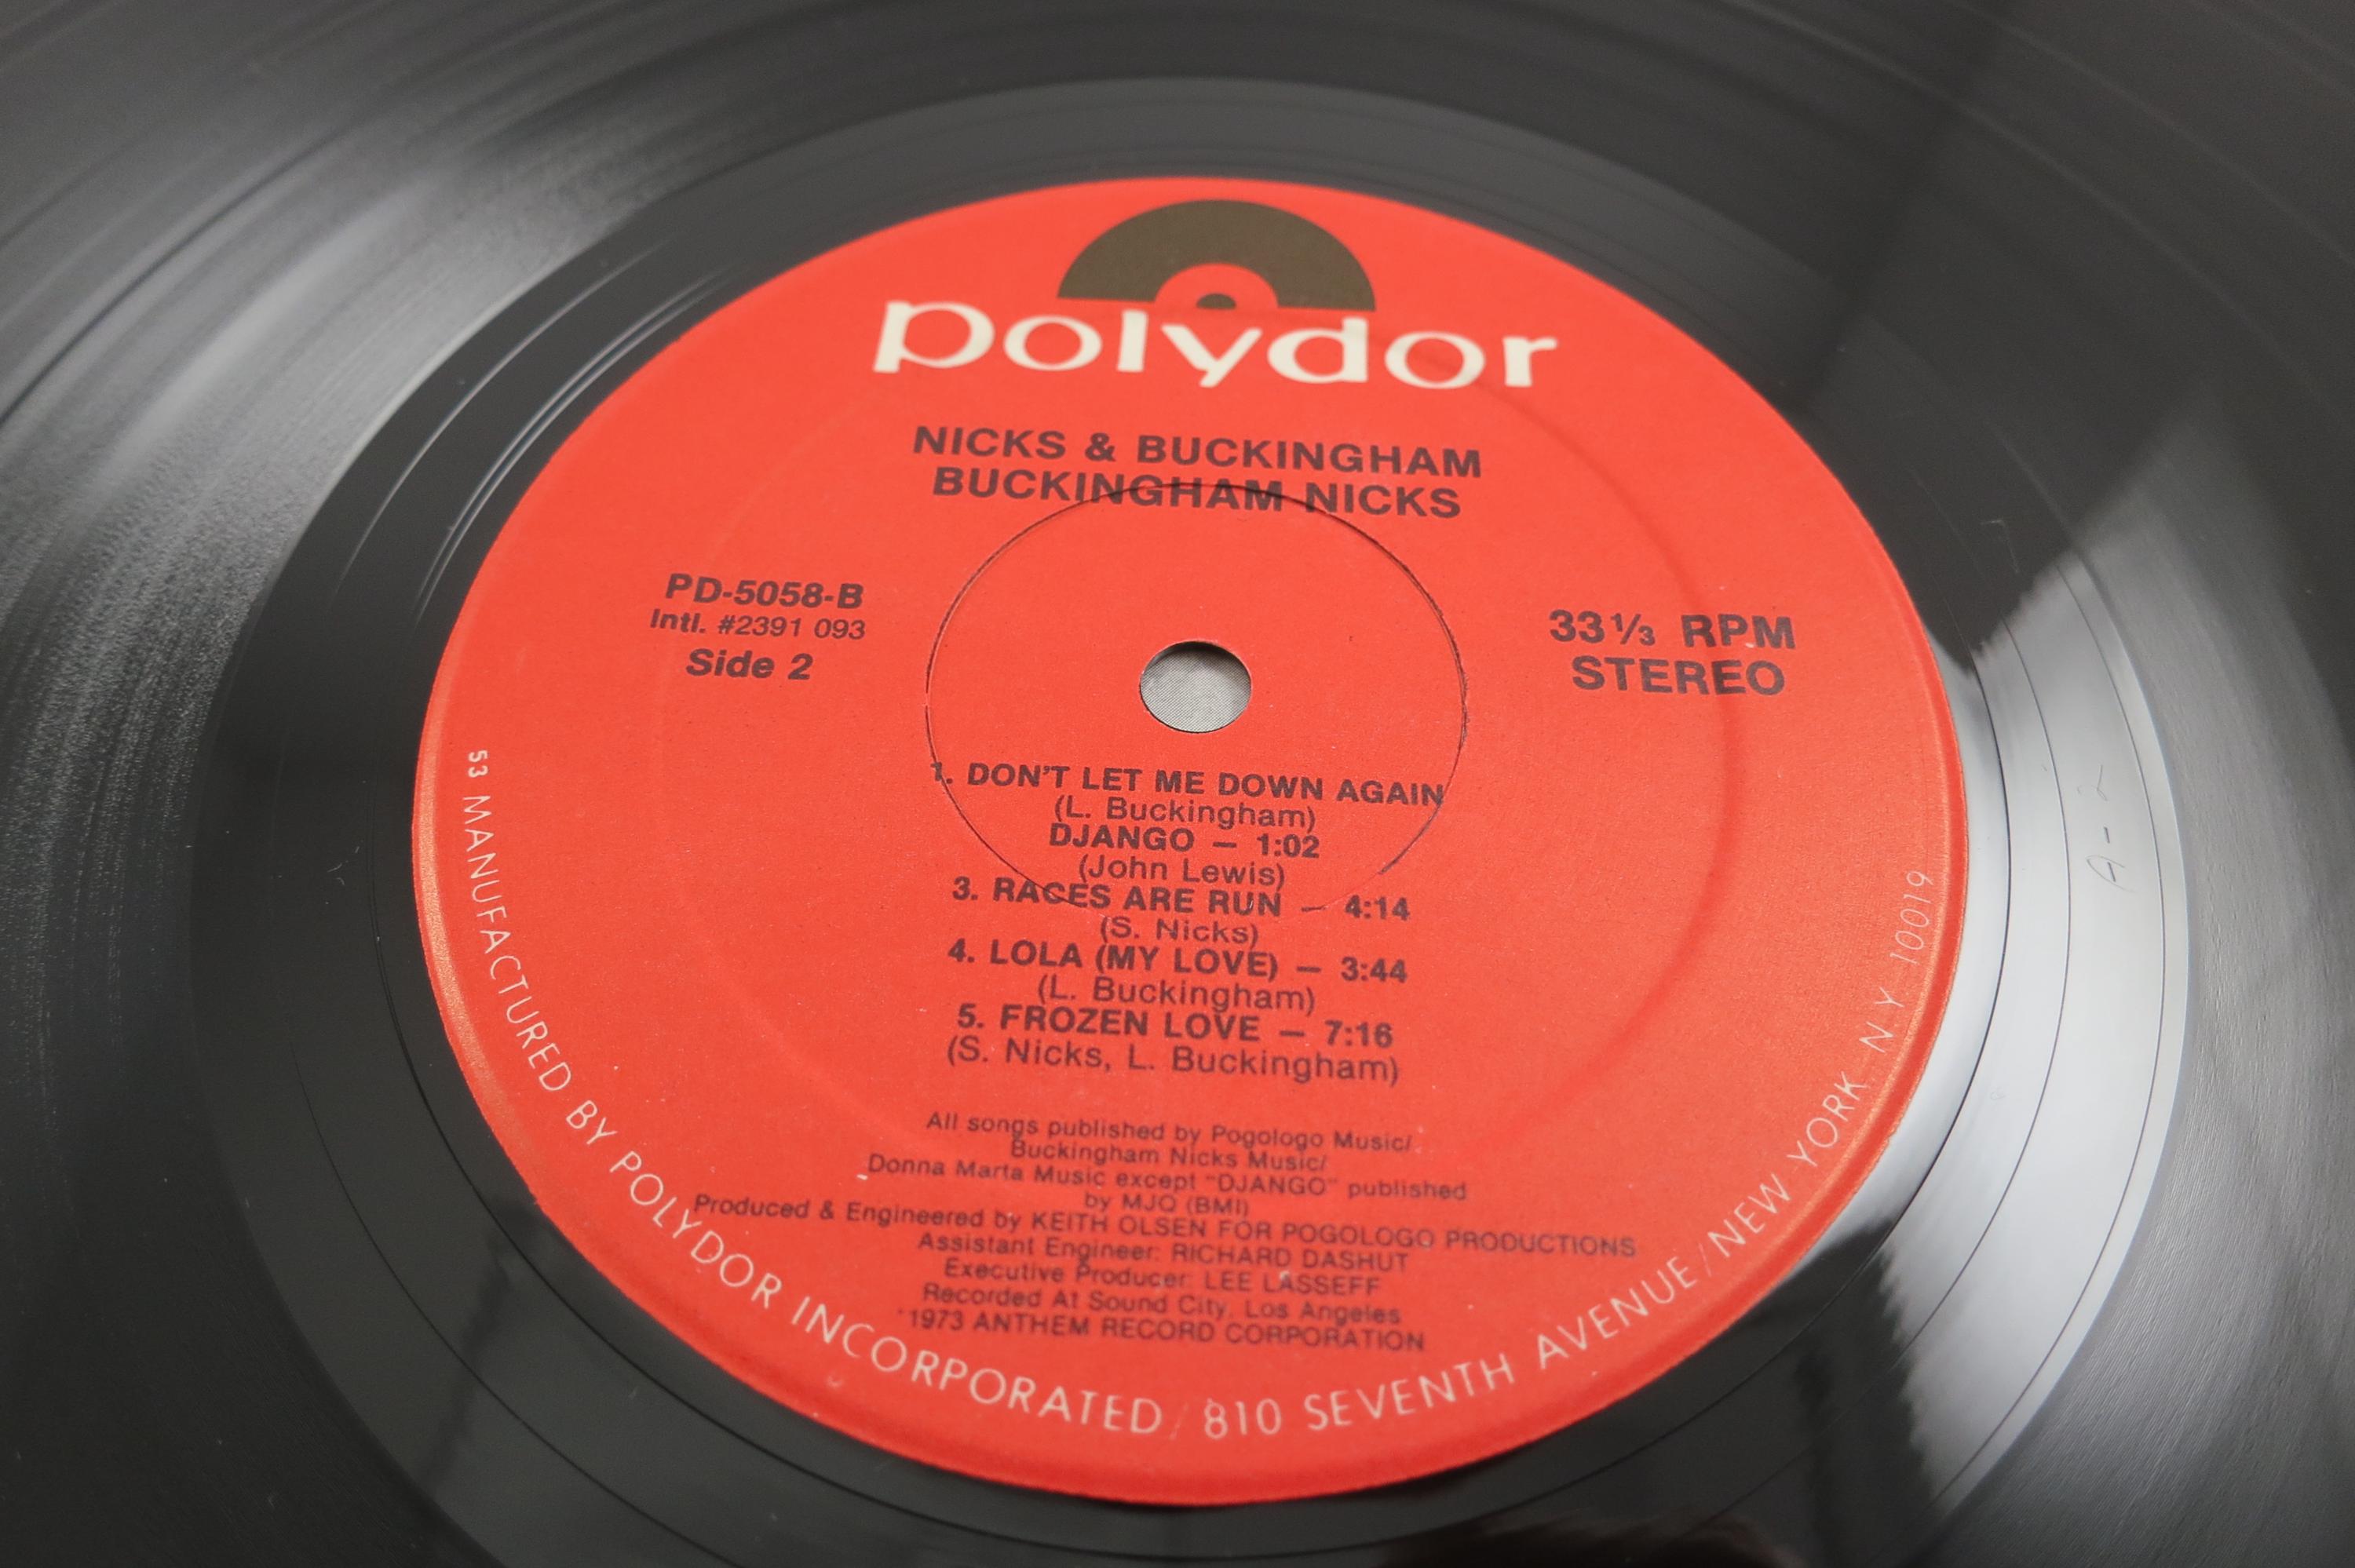 polydor
NICKS & BUCKINGHAM
BUCKINGHAM NICKS
PD-5058-B
Intl. #2391 093
Side 2
33 ⅓ RPM
STEREO
1. DON'T LET ME DOWN AGAIN
(L. Buckingham)
DJANGO — 1:02
(John Lewis)
3. RACES ARE RUN — 4:14
(S. Nicks)
4. LOLA (MY LOVE) — 3:44
(L. Buckingham)
5. FROZEN LOVE — 7:16
(S. Nicks, L. Buckingham)
All songs published by Pogologo Music/
Buckingham Nicks Music/
Donna Marta Music except "DJANGO" published
by MJQ (BMI)
Produced & Engineered by KEITH OLSEN FOR POGOLOGO PRODUCTIONS
Assistant Engineer: RICHARD DASHUT
Executive Producer: LEE LASSEFF
Recorded At Sound City, Los Angeles
1973 ANTHEM RECORD CORPORATION
53 MANUFACTURED BY POLYDOR INCORPORATED / 810 SEVENTH AVENUE / NEW YORK N Y 10019
A-2